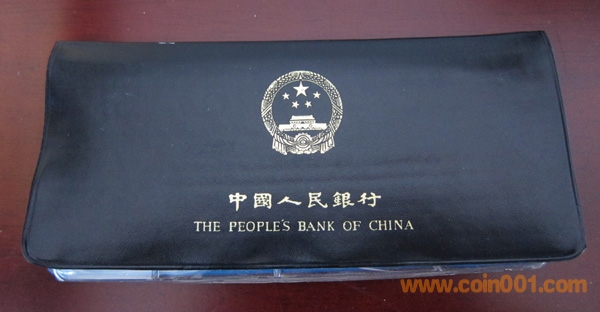 中國人民銀行
THE PEOPLE'S BANK OF CHINA
www.coin001.com